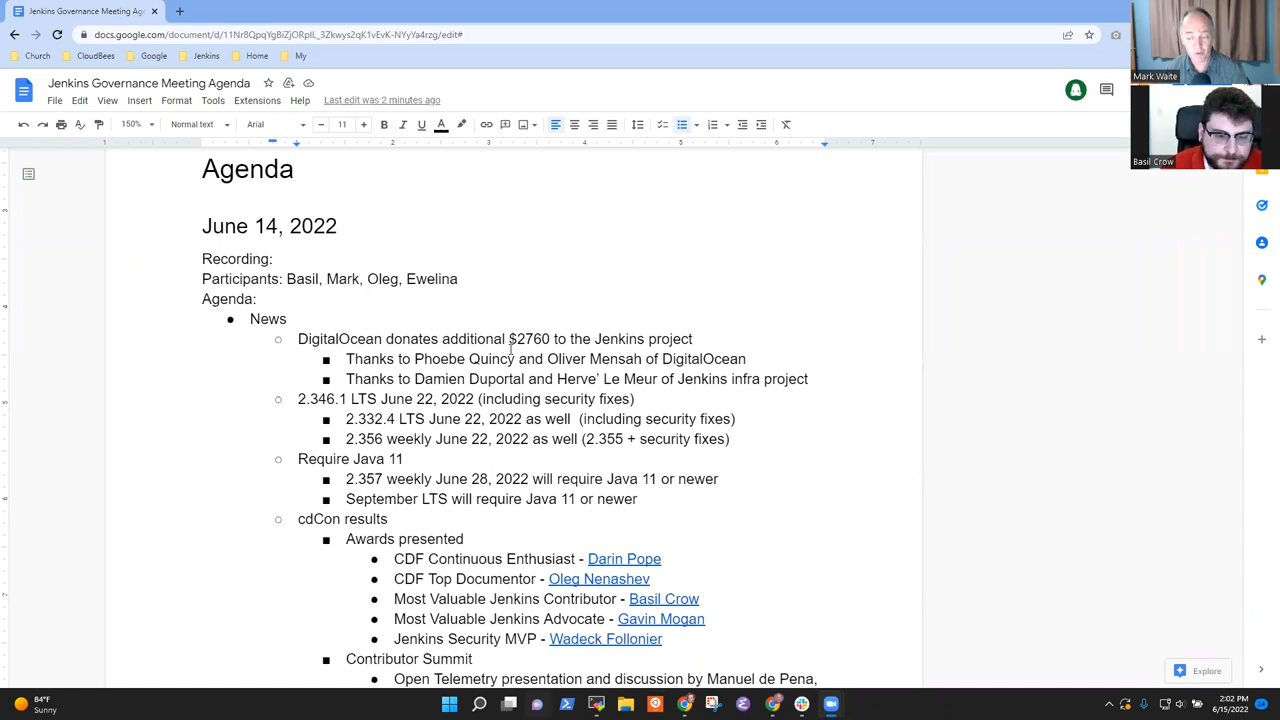 Jenkins Governance Meeting Agen
docs.google.com/document/d/11Nr8QpqYgBiZjORpIL_3Zkwys2qK1vEvK-NYyYa4rzg/edit#
Church CloudBees Google Jenkins Home My
Jenkins Governance Meeting Agenda
File Edit View Insert Format Tools Extensions Help Last edit was 2 minutes ago
150% Normal text Arial 11
Mark Waite
Basil Crow
Agenda
June 14, 2022
Recording:
Participants: Basil, Mark, Oleg, Ewelina
Agenda:
News
DigitalOcean donates additional $2760 to the Jenkins project
Thanks to Phoebe Quincy and Oliver Mensah of DigitalOcean
Thanks to Damien Duportal and Herve' Le Meur of Jenkins infra project
2.346.1 LTS June 22, 2022 (including security fixes)
2.332.4 LTS June 22, 2022 as well (including security fixes)
2.356 weekly June 22, 2022 as well (2.355 + security fixes)
Require Java 11
2.357 weekly June 28, 2022 will require Java 11 or newer
September LTS will require Java 11 or newer
cdCon results
Awards presented
CDF Continuous Enthusiast - Darin Pope
CDF Top Documentor - Oleg Nenashev
Most Valuable Jenkins Contributor - Basil Crow
Most Valuable Jenkins Advocate - Gavin Mogan
Jenkins Security MVP - Wadeck Follonier
Contributor Summit
Open Telemetry presentation and discussion by Manuel de Pena,
Explore
84°F
Sunny
2:02 PM
6/15/2022